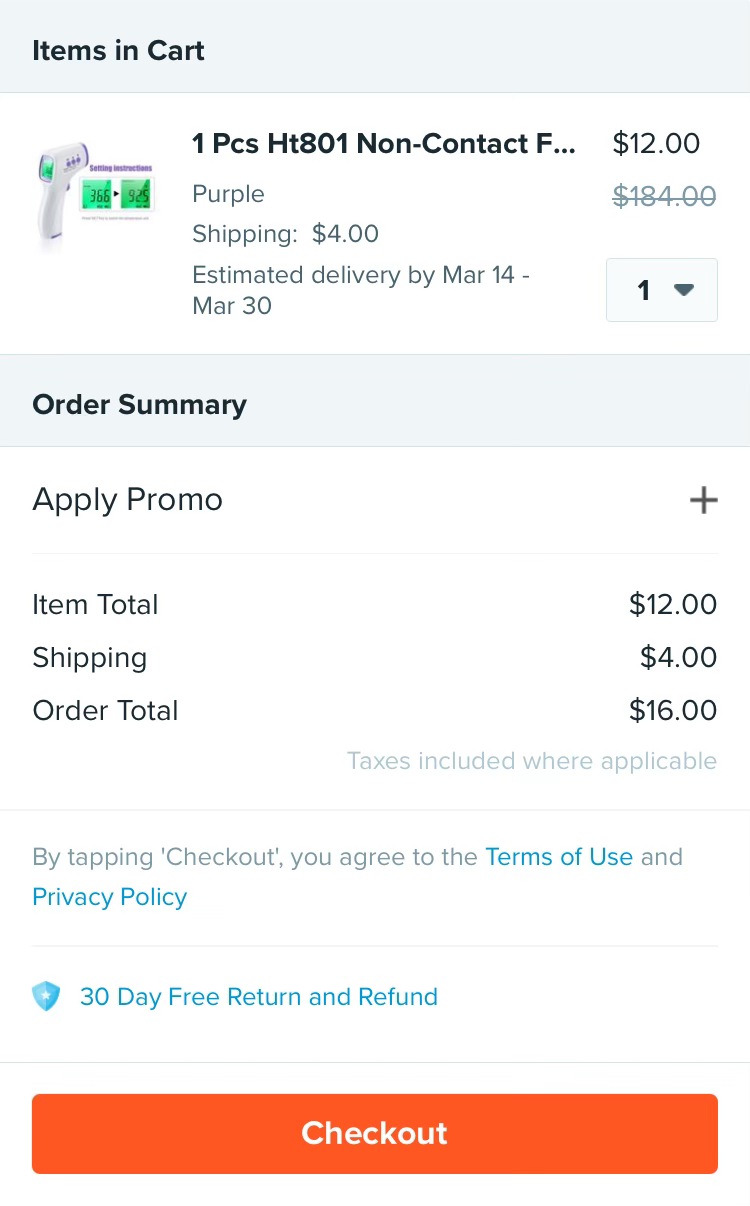 Items in Cart
1 Pcs Ht801 Non-Contact F...
$12.00
Purple
$184.00
Shipping: $4.00
Estimated delivery by Mar 14 -
Mar 30
1
Setting instructions
36.6
Order Summary
Apply Promo
Item Total $12.00
Shipping $4.00
Order Total $16.00
Taxes included where applicable
By tapping 'Checkout', you agree to the Terms of Use and
Privacy Policy
30 Day Free Return and Refund
Checkout